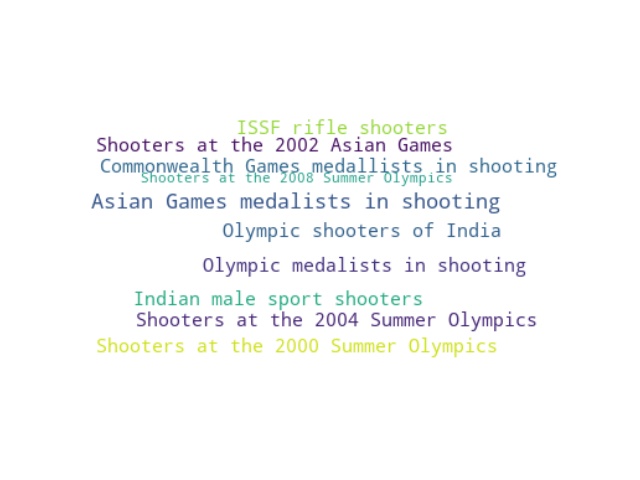 ISSF rifle shooters
Shooters at the 2002 Asian Games
Commonwealth Games medallists in shooting
Shooters at the 2008 Summer Olympics
Asian Games medalists in shooting
Olympic shooters of India
Olympic medalists in shooting
Indian male sport shooters
Shooters at the 2004 Summer Olympics
Shooters at the 2000 Summer Olympics